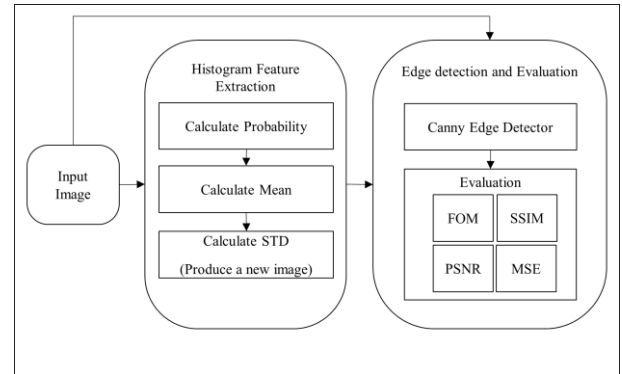 Input
Image
Histogram Feature
Extraction
Calculate Probability
Calculate Mean
Calculate STD
(Produce a new image)
Edge detection and Evaluation
Canny Edge Detector
Evaluation
FOM
SSIM
PSNR
MSE